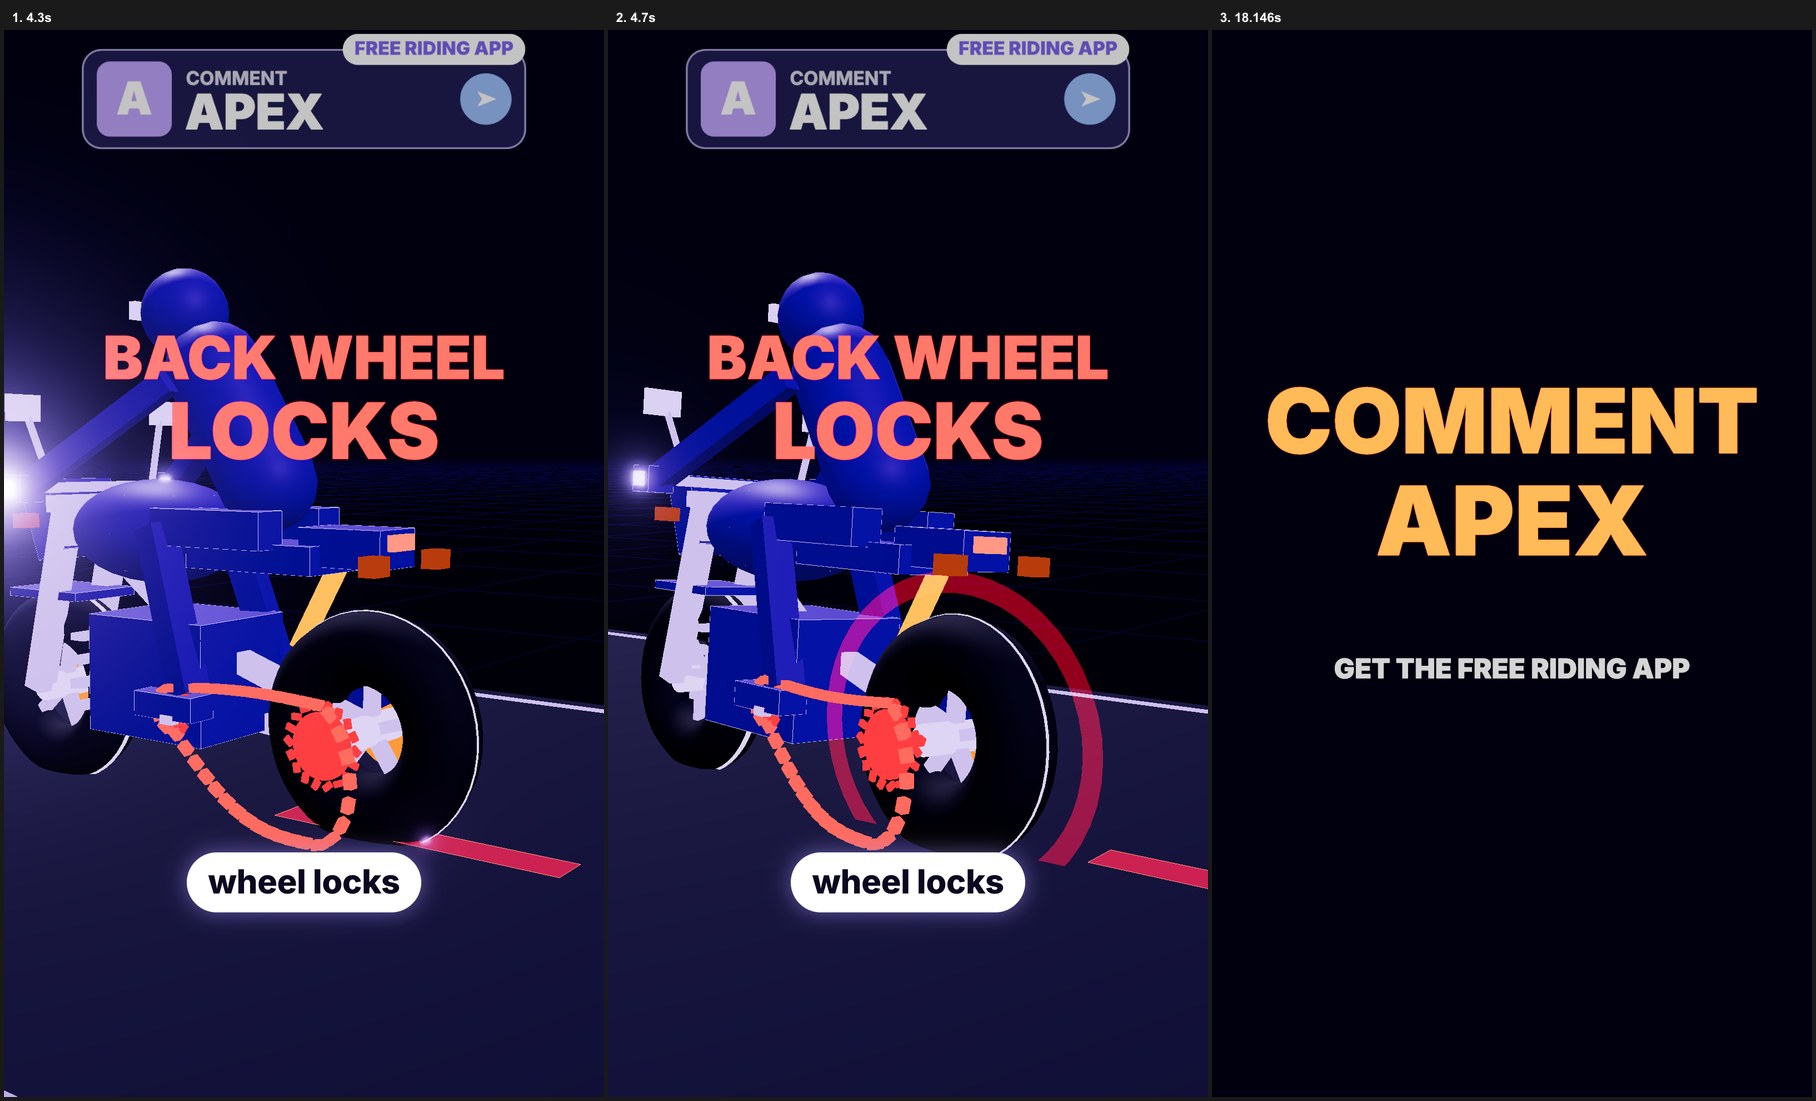 1. 4.3s
FREE RIDING APP
A
COMMENT
APEX
BACK WHEEL
LOCKS
wheel locks
2. 4.7s
FREE RIDING APP
A
COMMENT
APEX
BACK WHEEL
LOCKS
wheel locks
3. 18.146s
COMMENT
APEX
GET THE FREE RIDING APP